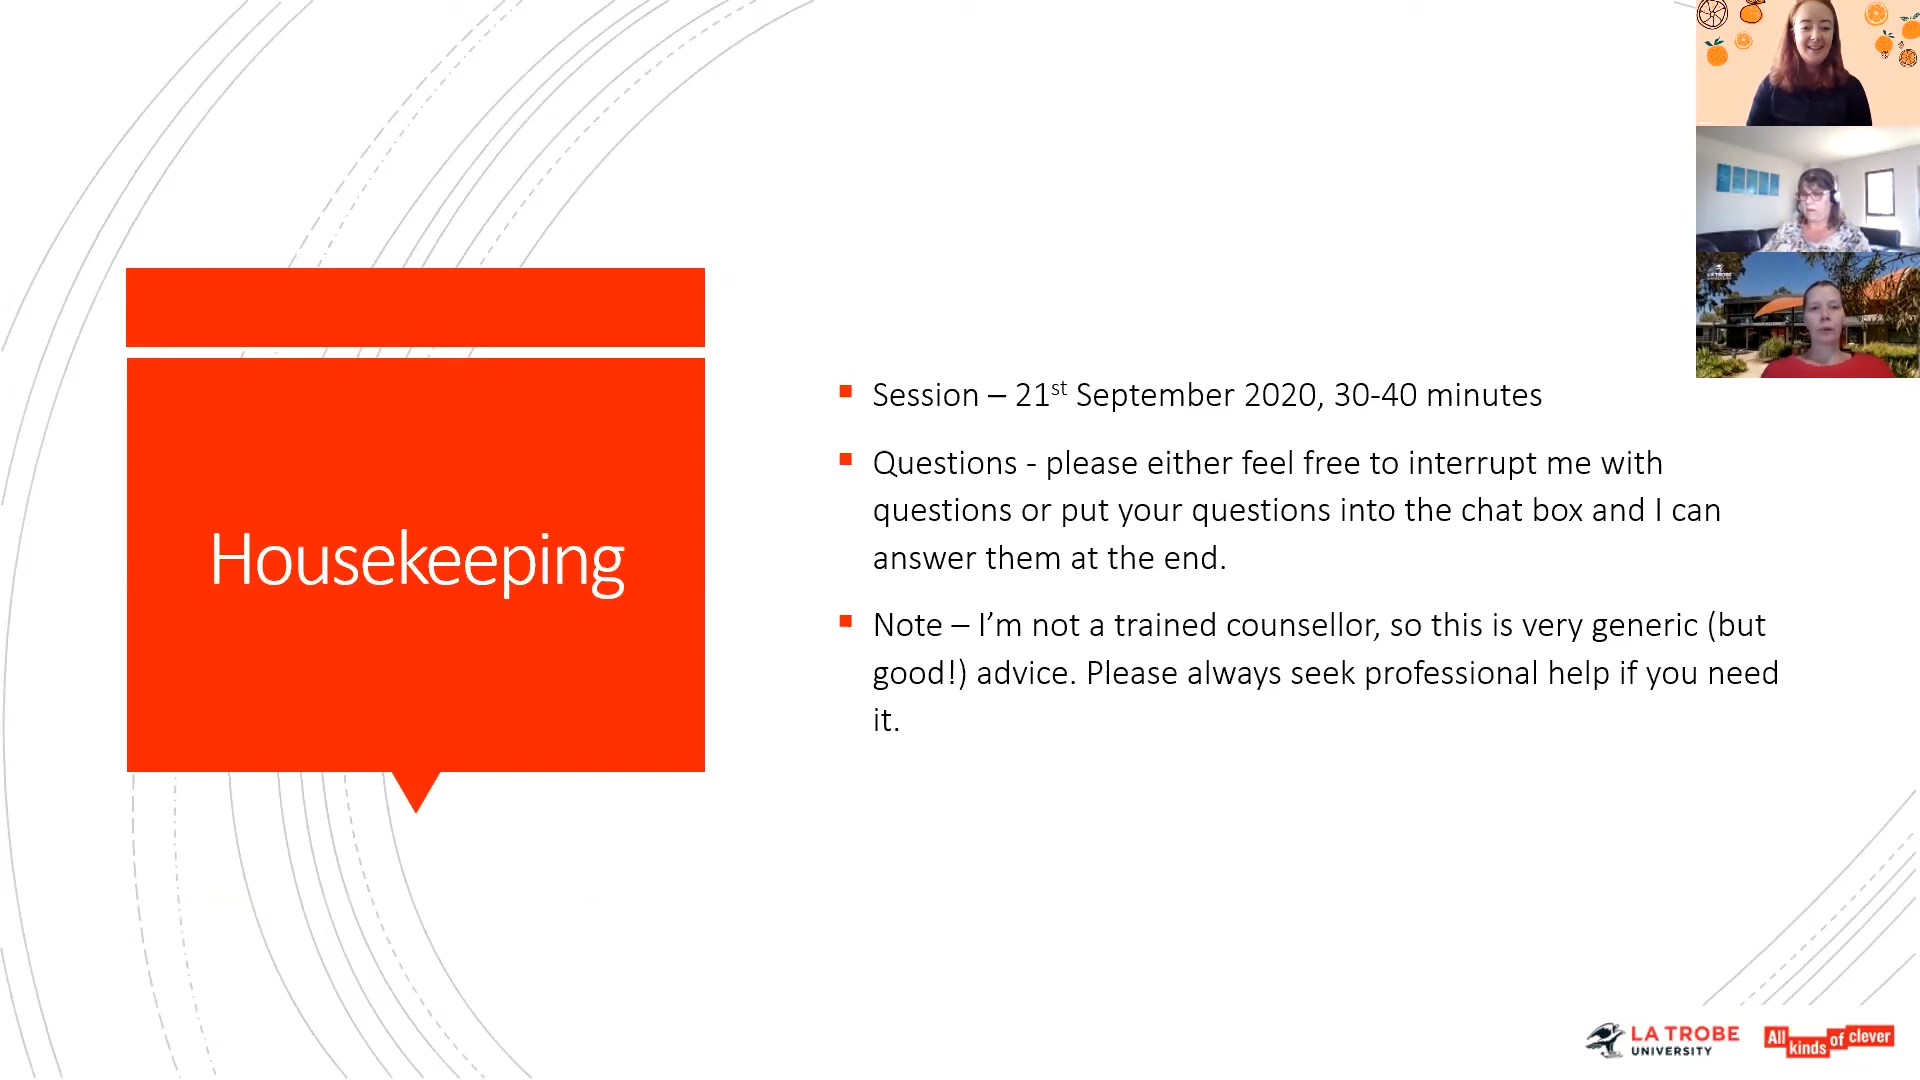 Housekeeping
Session – 21st September 2020, 30-40 minutes
Questions - please either feel free to interrupt me with
questions or put your questions into the chat box and I can
answer them at the end.
Note – I’m not a trained counsellor, so this is very generic (but
good!) advice. Please always seek professional help if you need
it.
LA TROBE
UNIVERSITY
LA TROBE
UNIVERSITY
All kinds of clever